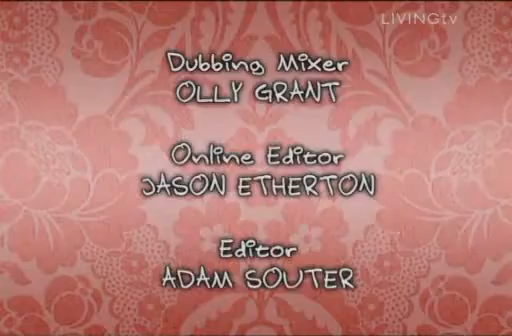 LIVINGtv
Dubbing Mixer
OLLY GRANT
Online Editor
JASON ETHERTON
Editor
ADAM SOUTER